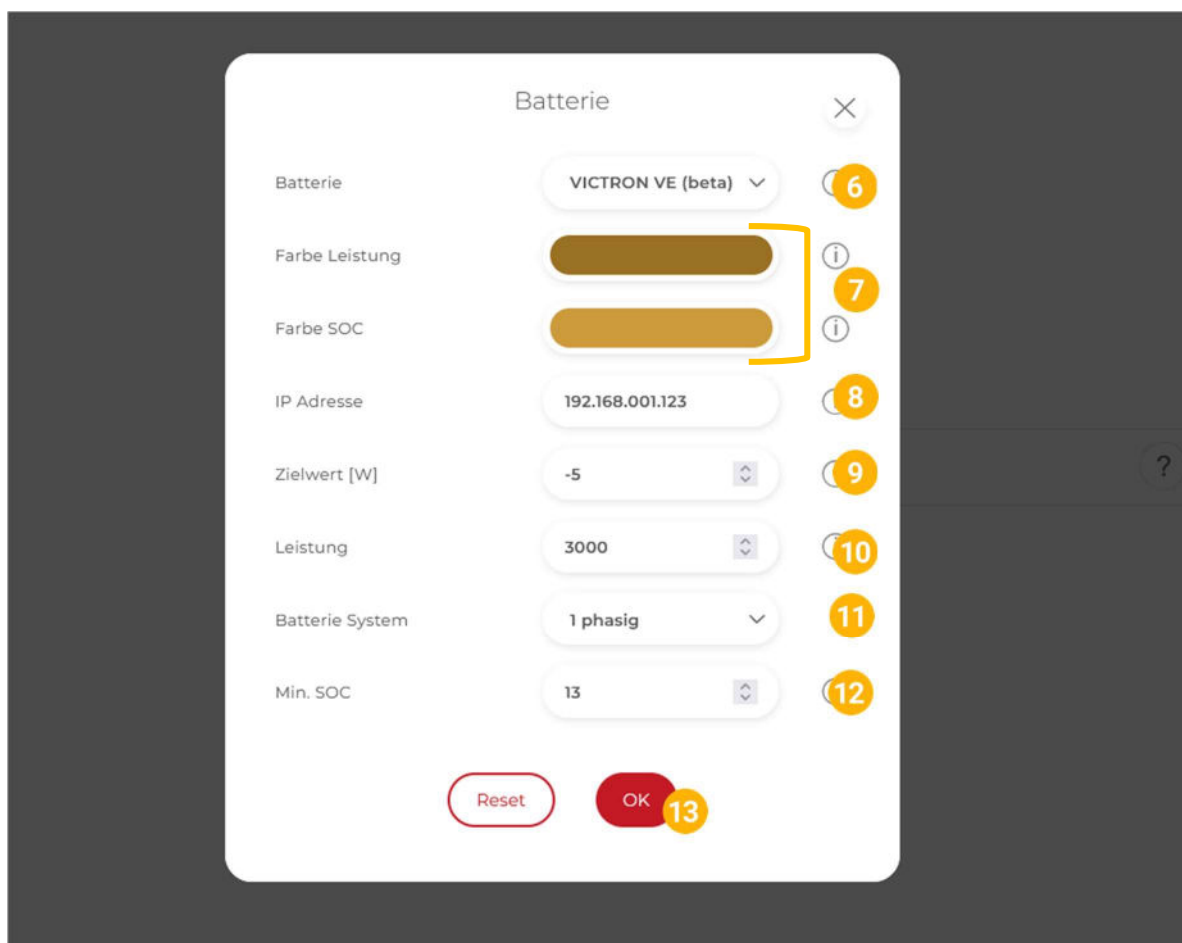 Batterie
Batterie VICTRON VE (beta) 6
Farbe Leistung i
7
Farbe SOC i
IP Adresse 192.168.001.123 8
Zielwert [W] -5 9
?
Leistung 3000 10
Batterie System 1 phasig 11
Min. SOC 13 12
Reset OK 13